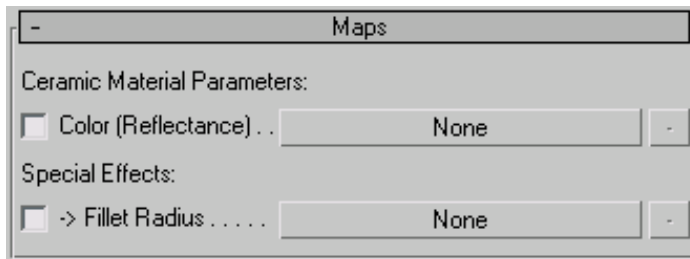 - Maps
Ceramic Material Parameters:
Color (Reflectance) . . None -
Special Effects:
-> Fillet Radius . . . . . None -